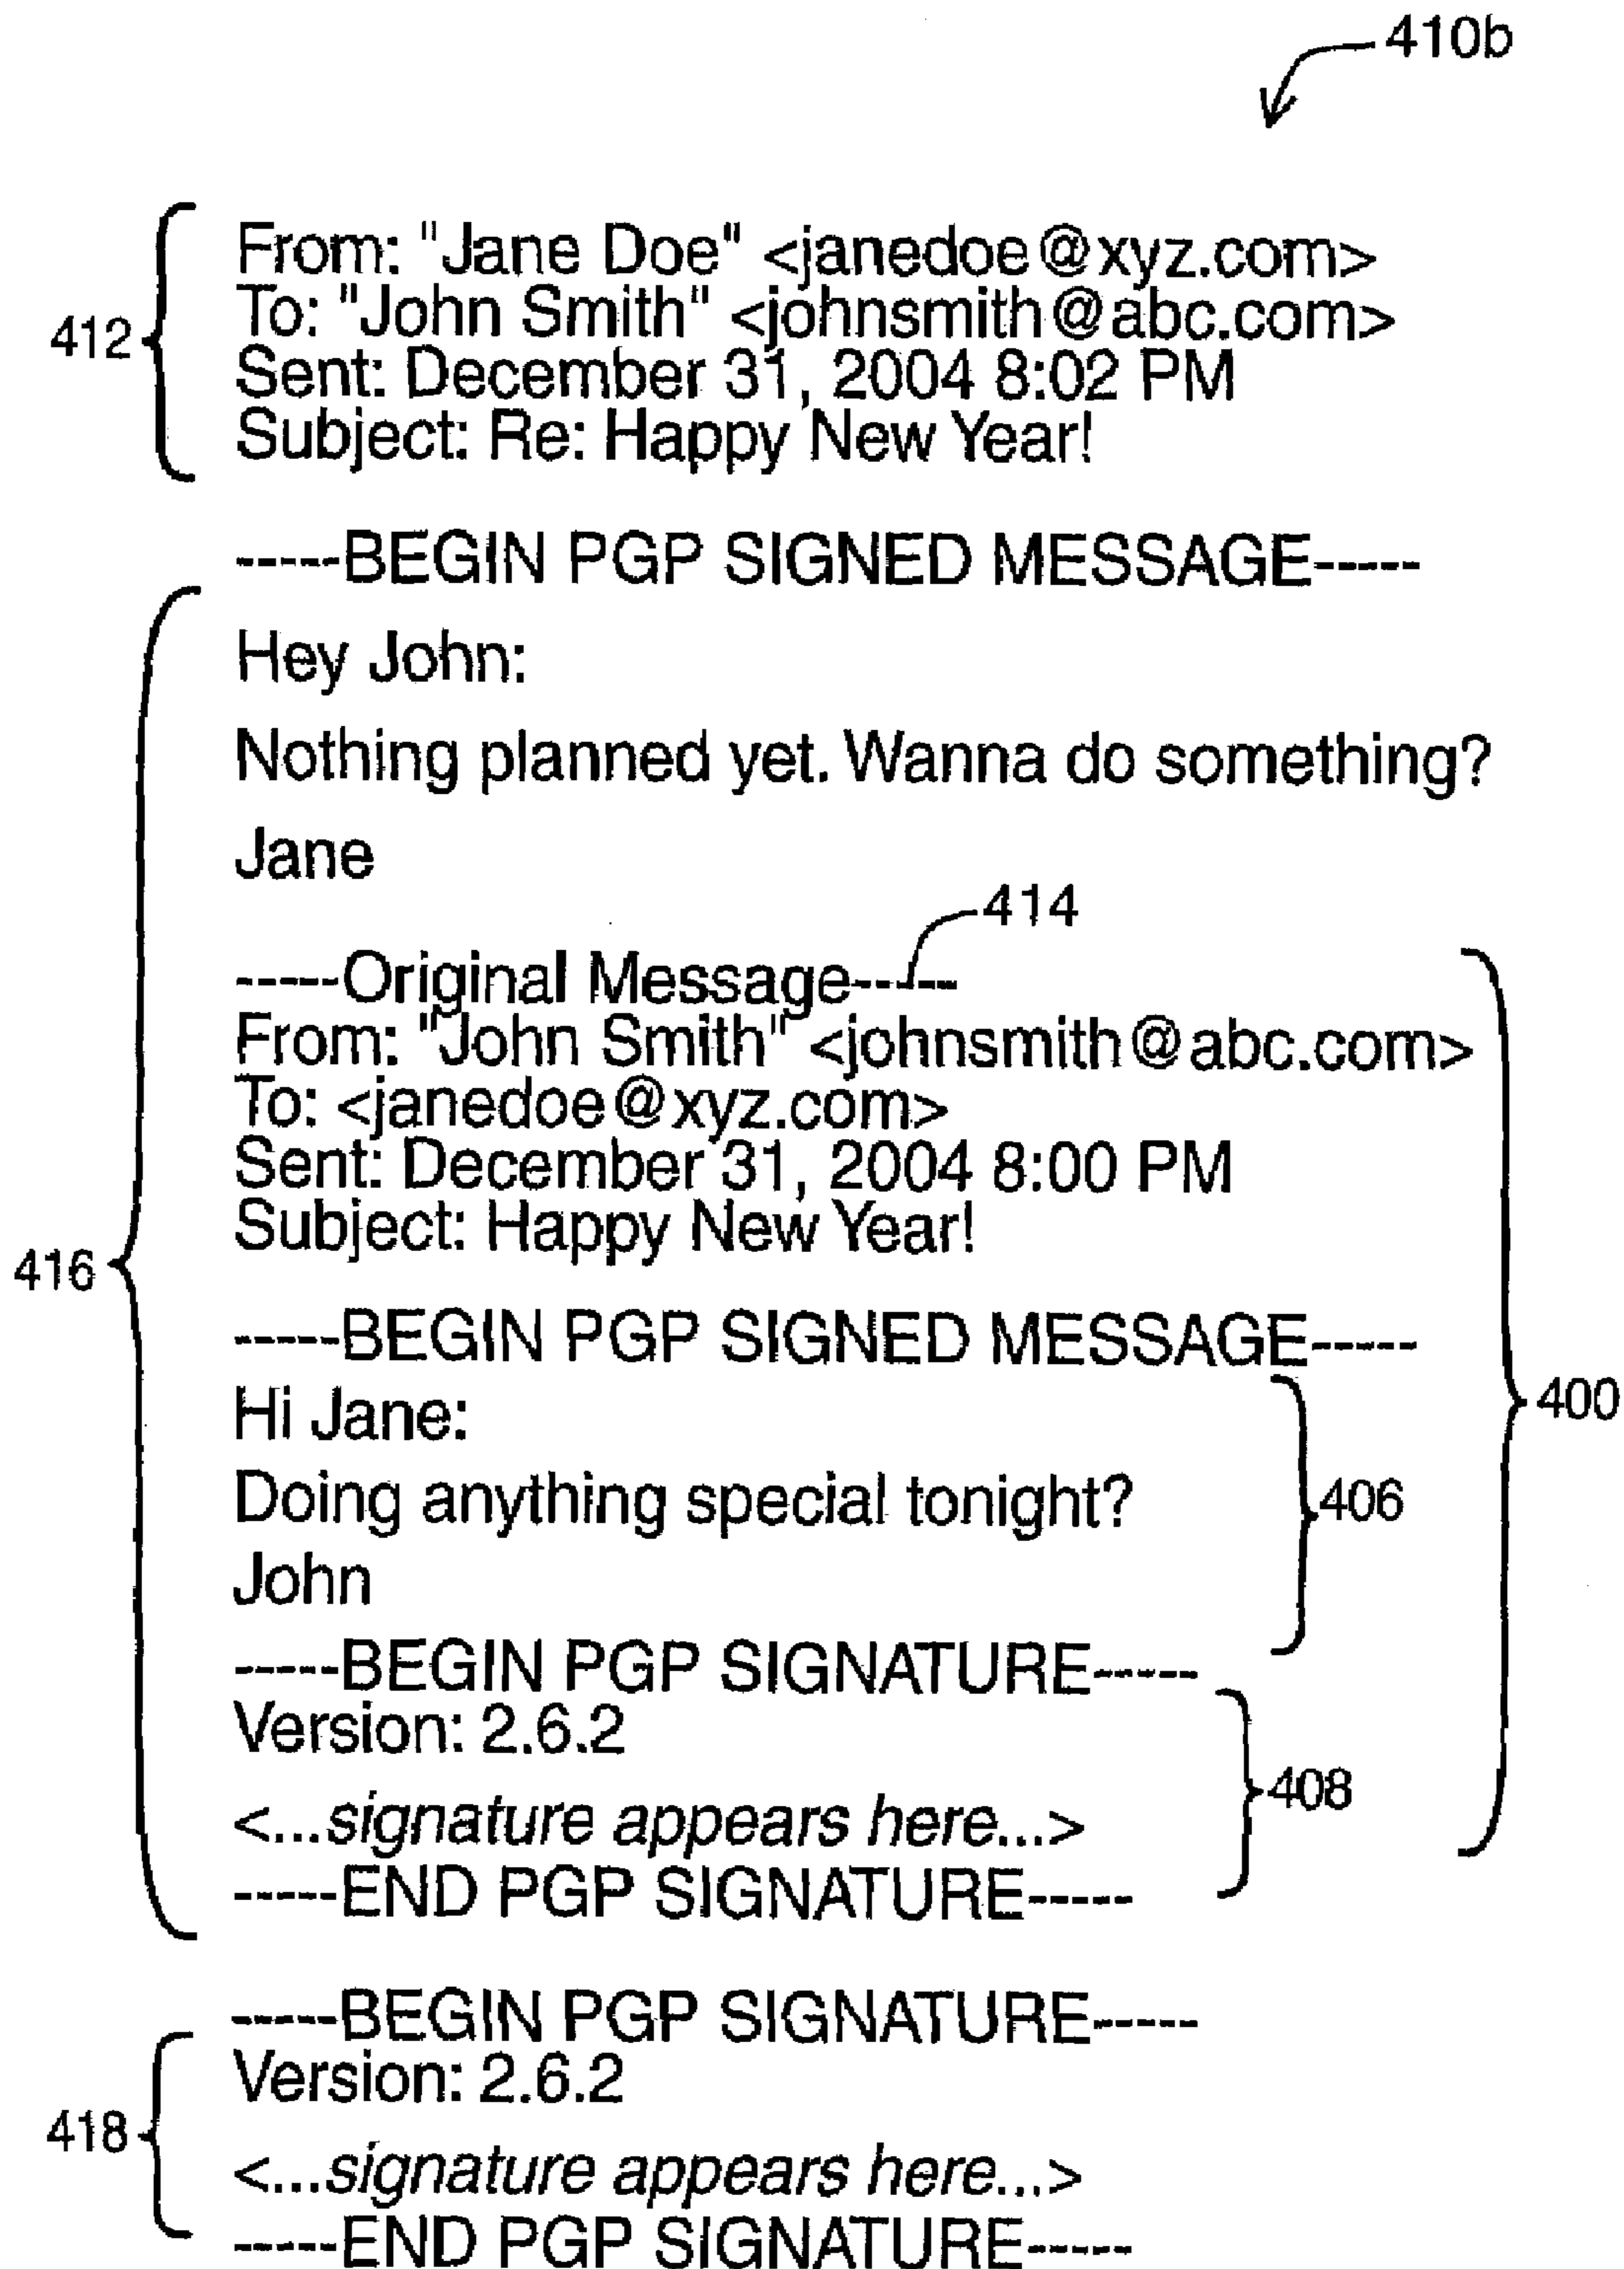 410b
From: "Jane Doe" <janedoe@xyz.com>
To: "John Smith" <johnsmith@abc.com>
412
Sent: December 31, 2004 8:02 PM
Subject: Re: Happy New Year!
-----BEGIN PGP SIGNED MESSAGE-----
Hey John:
Nothing planned yet. Wanna do something?
Jane
414
-----Original Message-----
From: "John Smith" <johnsmith@abc.com>
To: <janedoe@xyz.com>
Sent: December 31, 2004 8:00 PM
Subject: Happy New Year!
416
-----BEGIN PGP SIGNED MESSAGE-----
400
Hi Jane:
Doing anything special tonight?
406
John
-----BEGIN PGP SIGNATURE-----
Version: 2.6.2
408
<...signature appears here...>
-----END PGP SIGNATURE-----
-----BEGIN PGP SIGNATURE-----
Version: 2.6.2
418
<...signature appears here...>
-----END PGP SIGNATURE-----